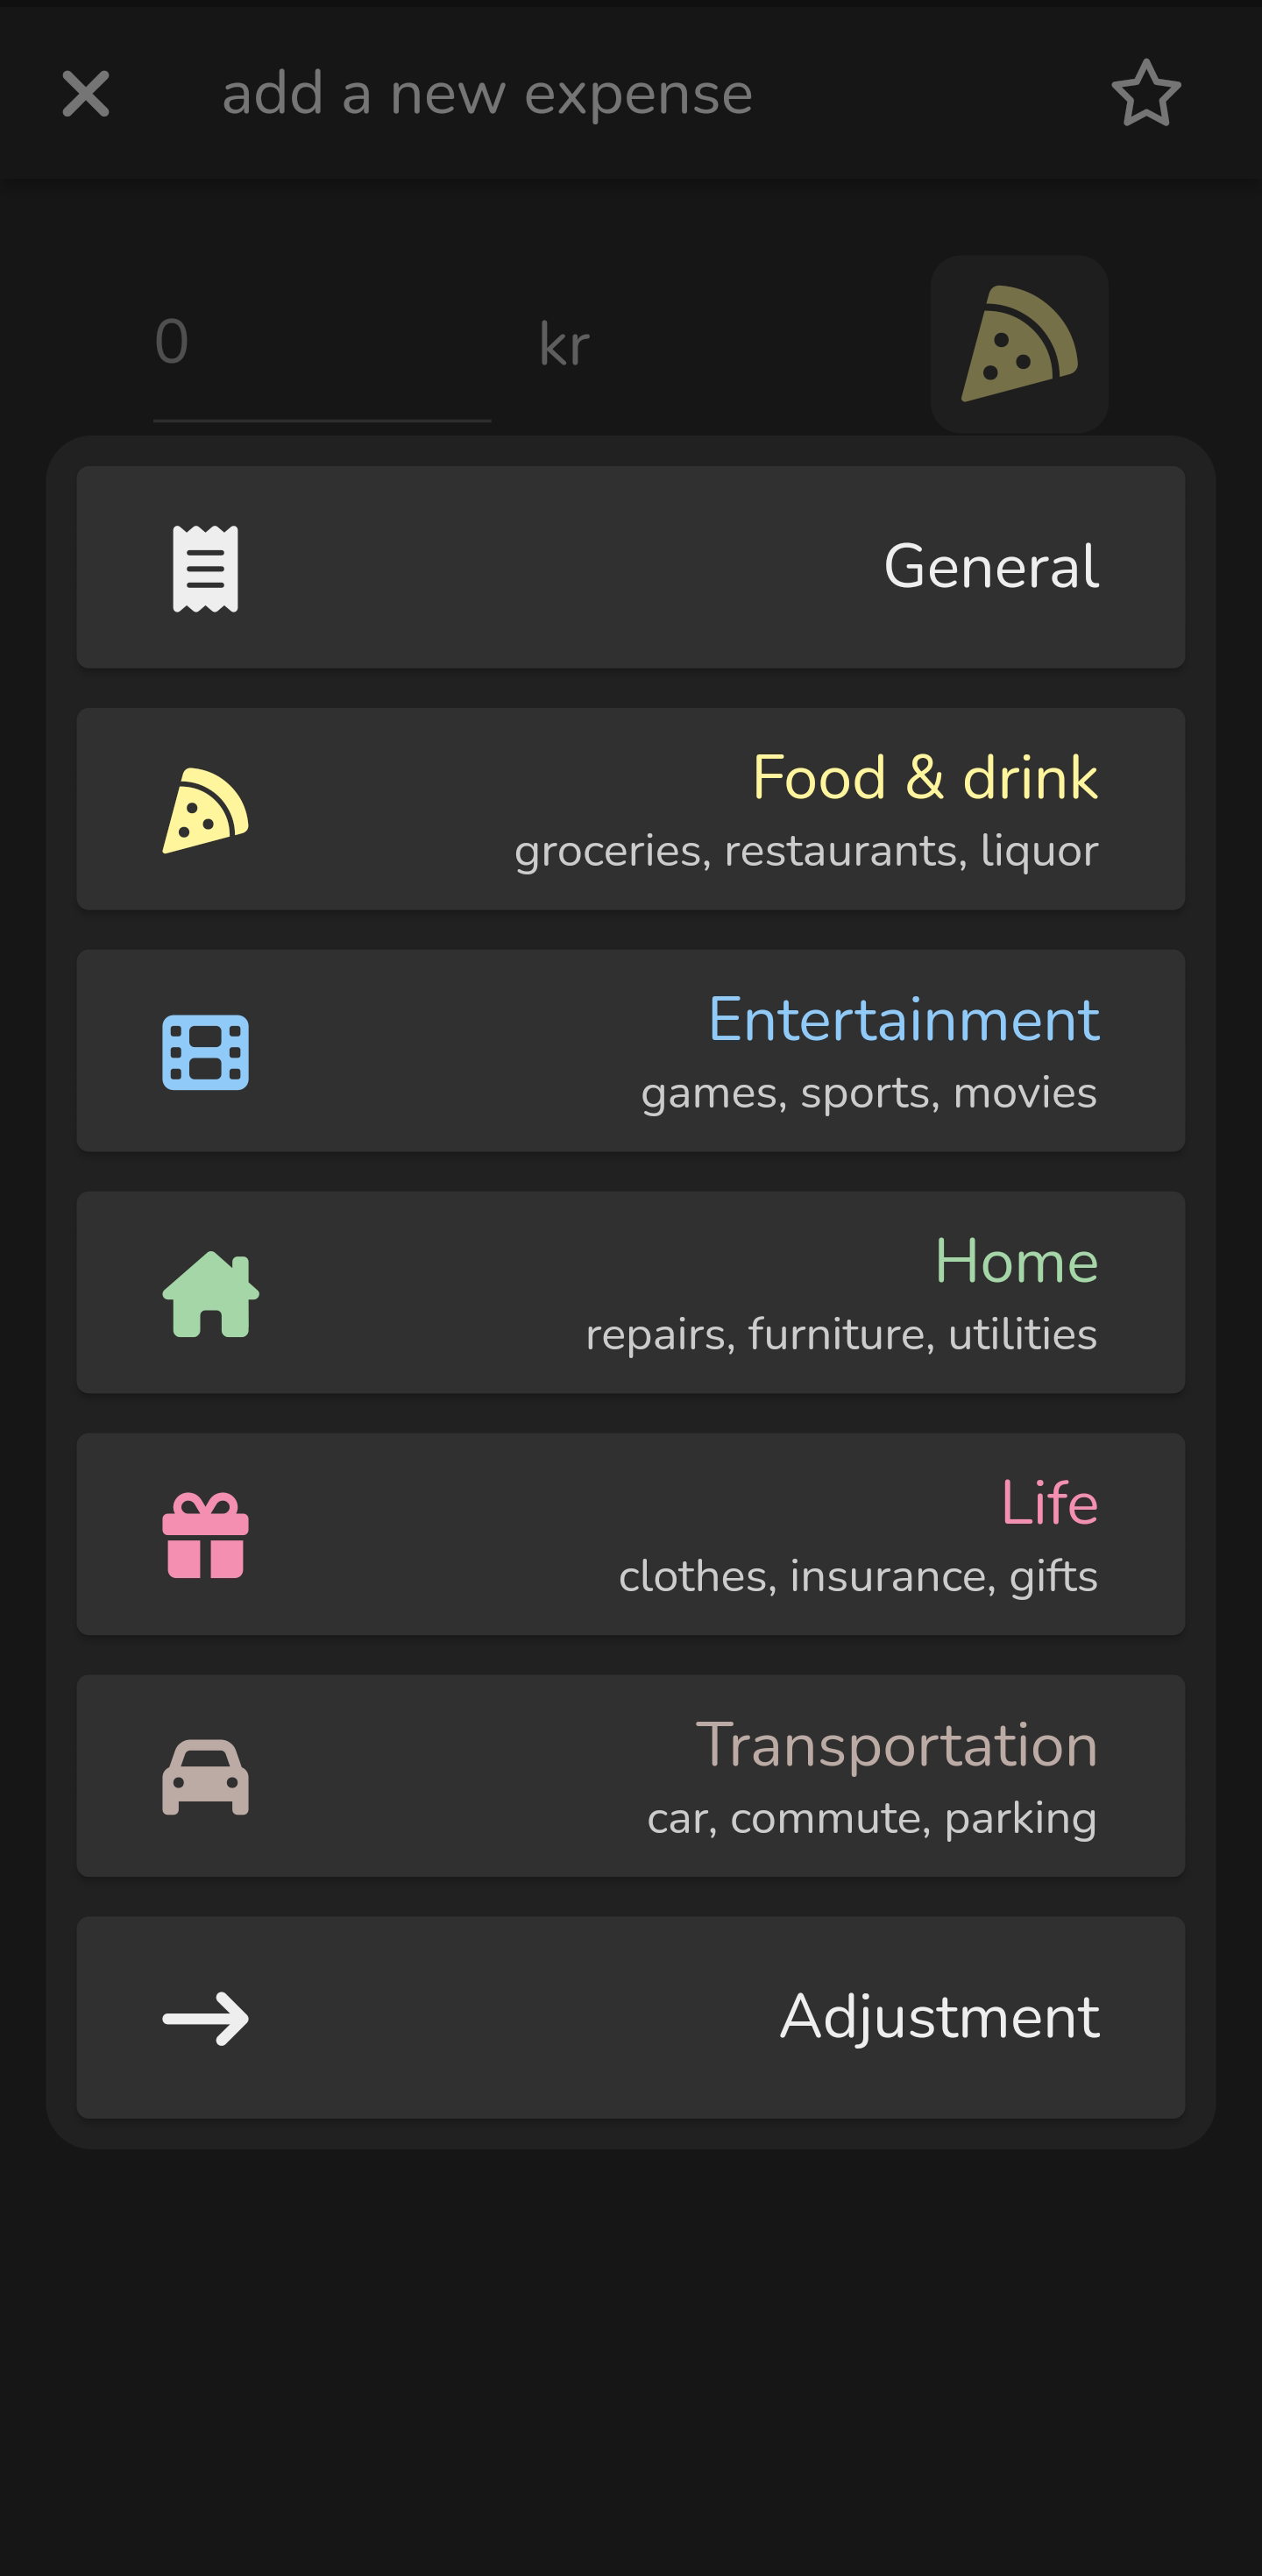 add a new expense
0
kr
General
Food & drink
groceries, restaurants, liquor
Entertainment
games, sports, movies
Home
repairs, furniture, utilities
Life
clothes, insurance, gifts
Transportation
car, commute, parking
Adjustment